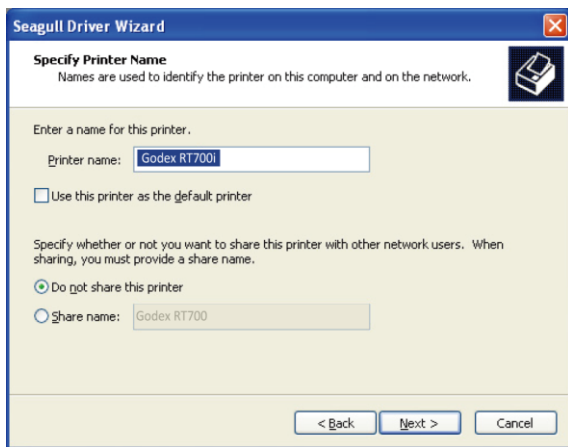 Seagull Driver Wizard
Specify Printer Name
Names are used to identify the printer on this computer and on the network.
Enter a name for this printer.
Printer name: Godex RT700i
Use this printer as the default printer
Specify whether or not you want to share this printer with other network users. When
sharing, you must provide a share name.
Do not share this printer
Share name: Godex RT700
< Back Next > Cancel